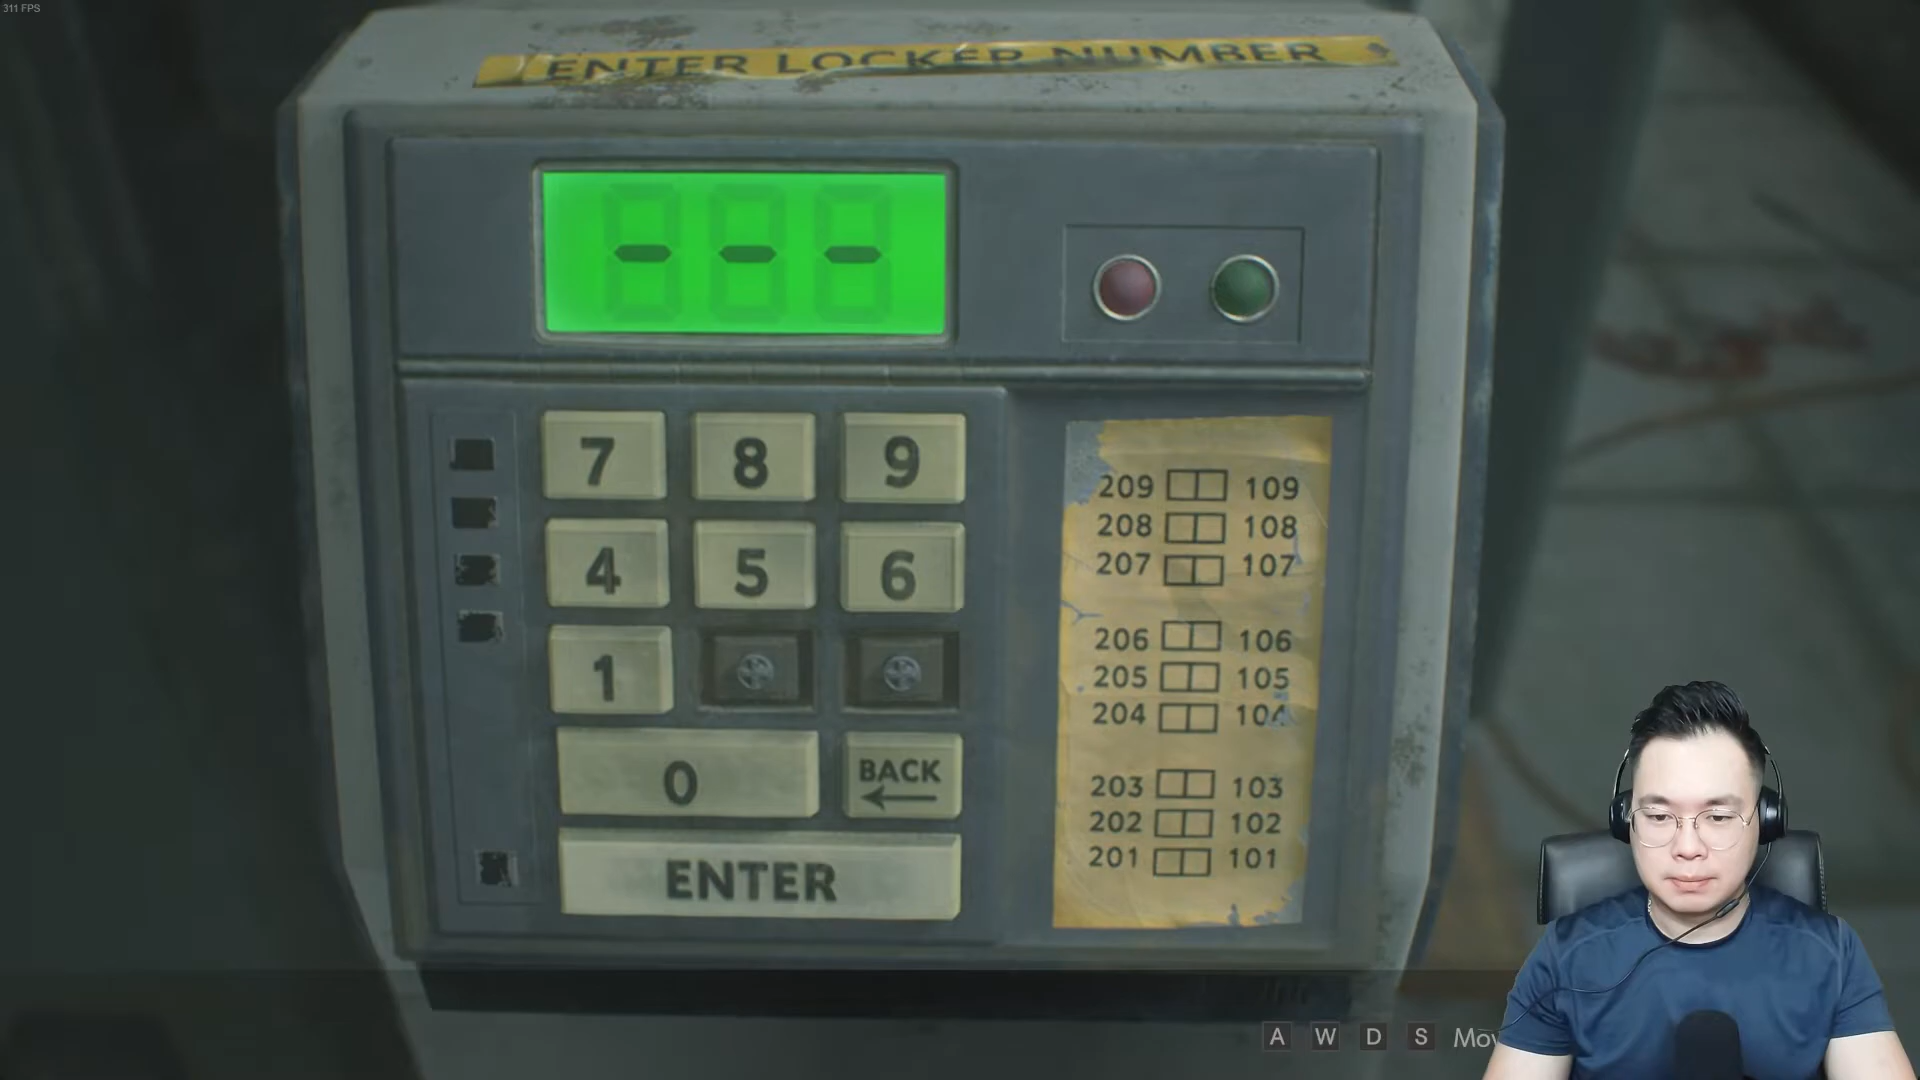 311 FPS
ENTER LOCKER NUMBER
7 8 9
4 5 6
1
0 BACK
ENTER
209 109
208 108
207 107
206 106
205 105
204 104
203 103
202 102
201 101
A W D S